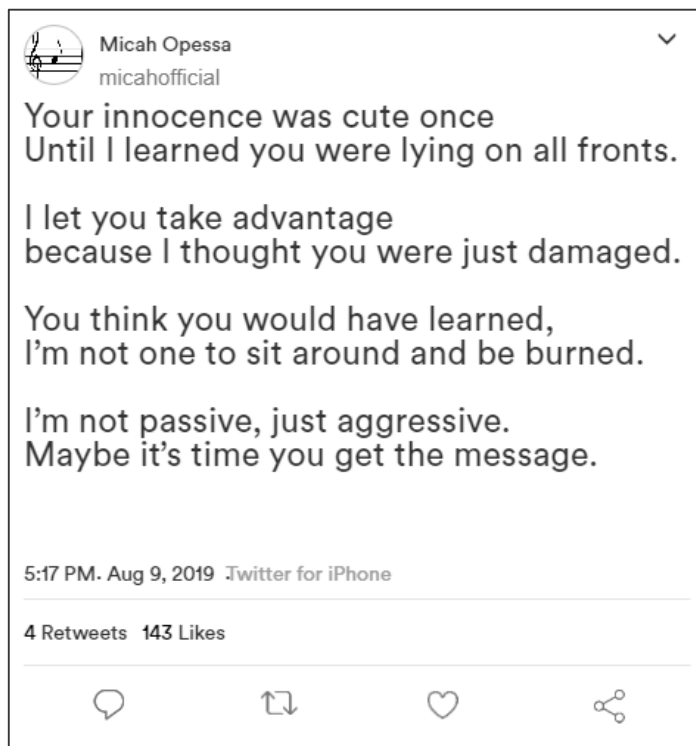 Micah Opessa
micahofficial
Your innocence was cute once
Until I learned you were lying on all fronts.
I let you take advantage
because I thought you were just damaged.
You think you would have learned,
I’m not one to sit around and be burned.
I’m not passive, just aggressive.
Maybe it’s time you get the message.
5:17 PM. Aug 9, 2019 .Twitter for iPhone
4 Retweets 143 Likes